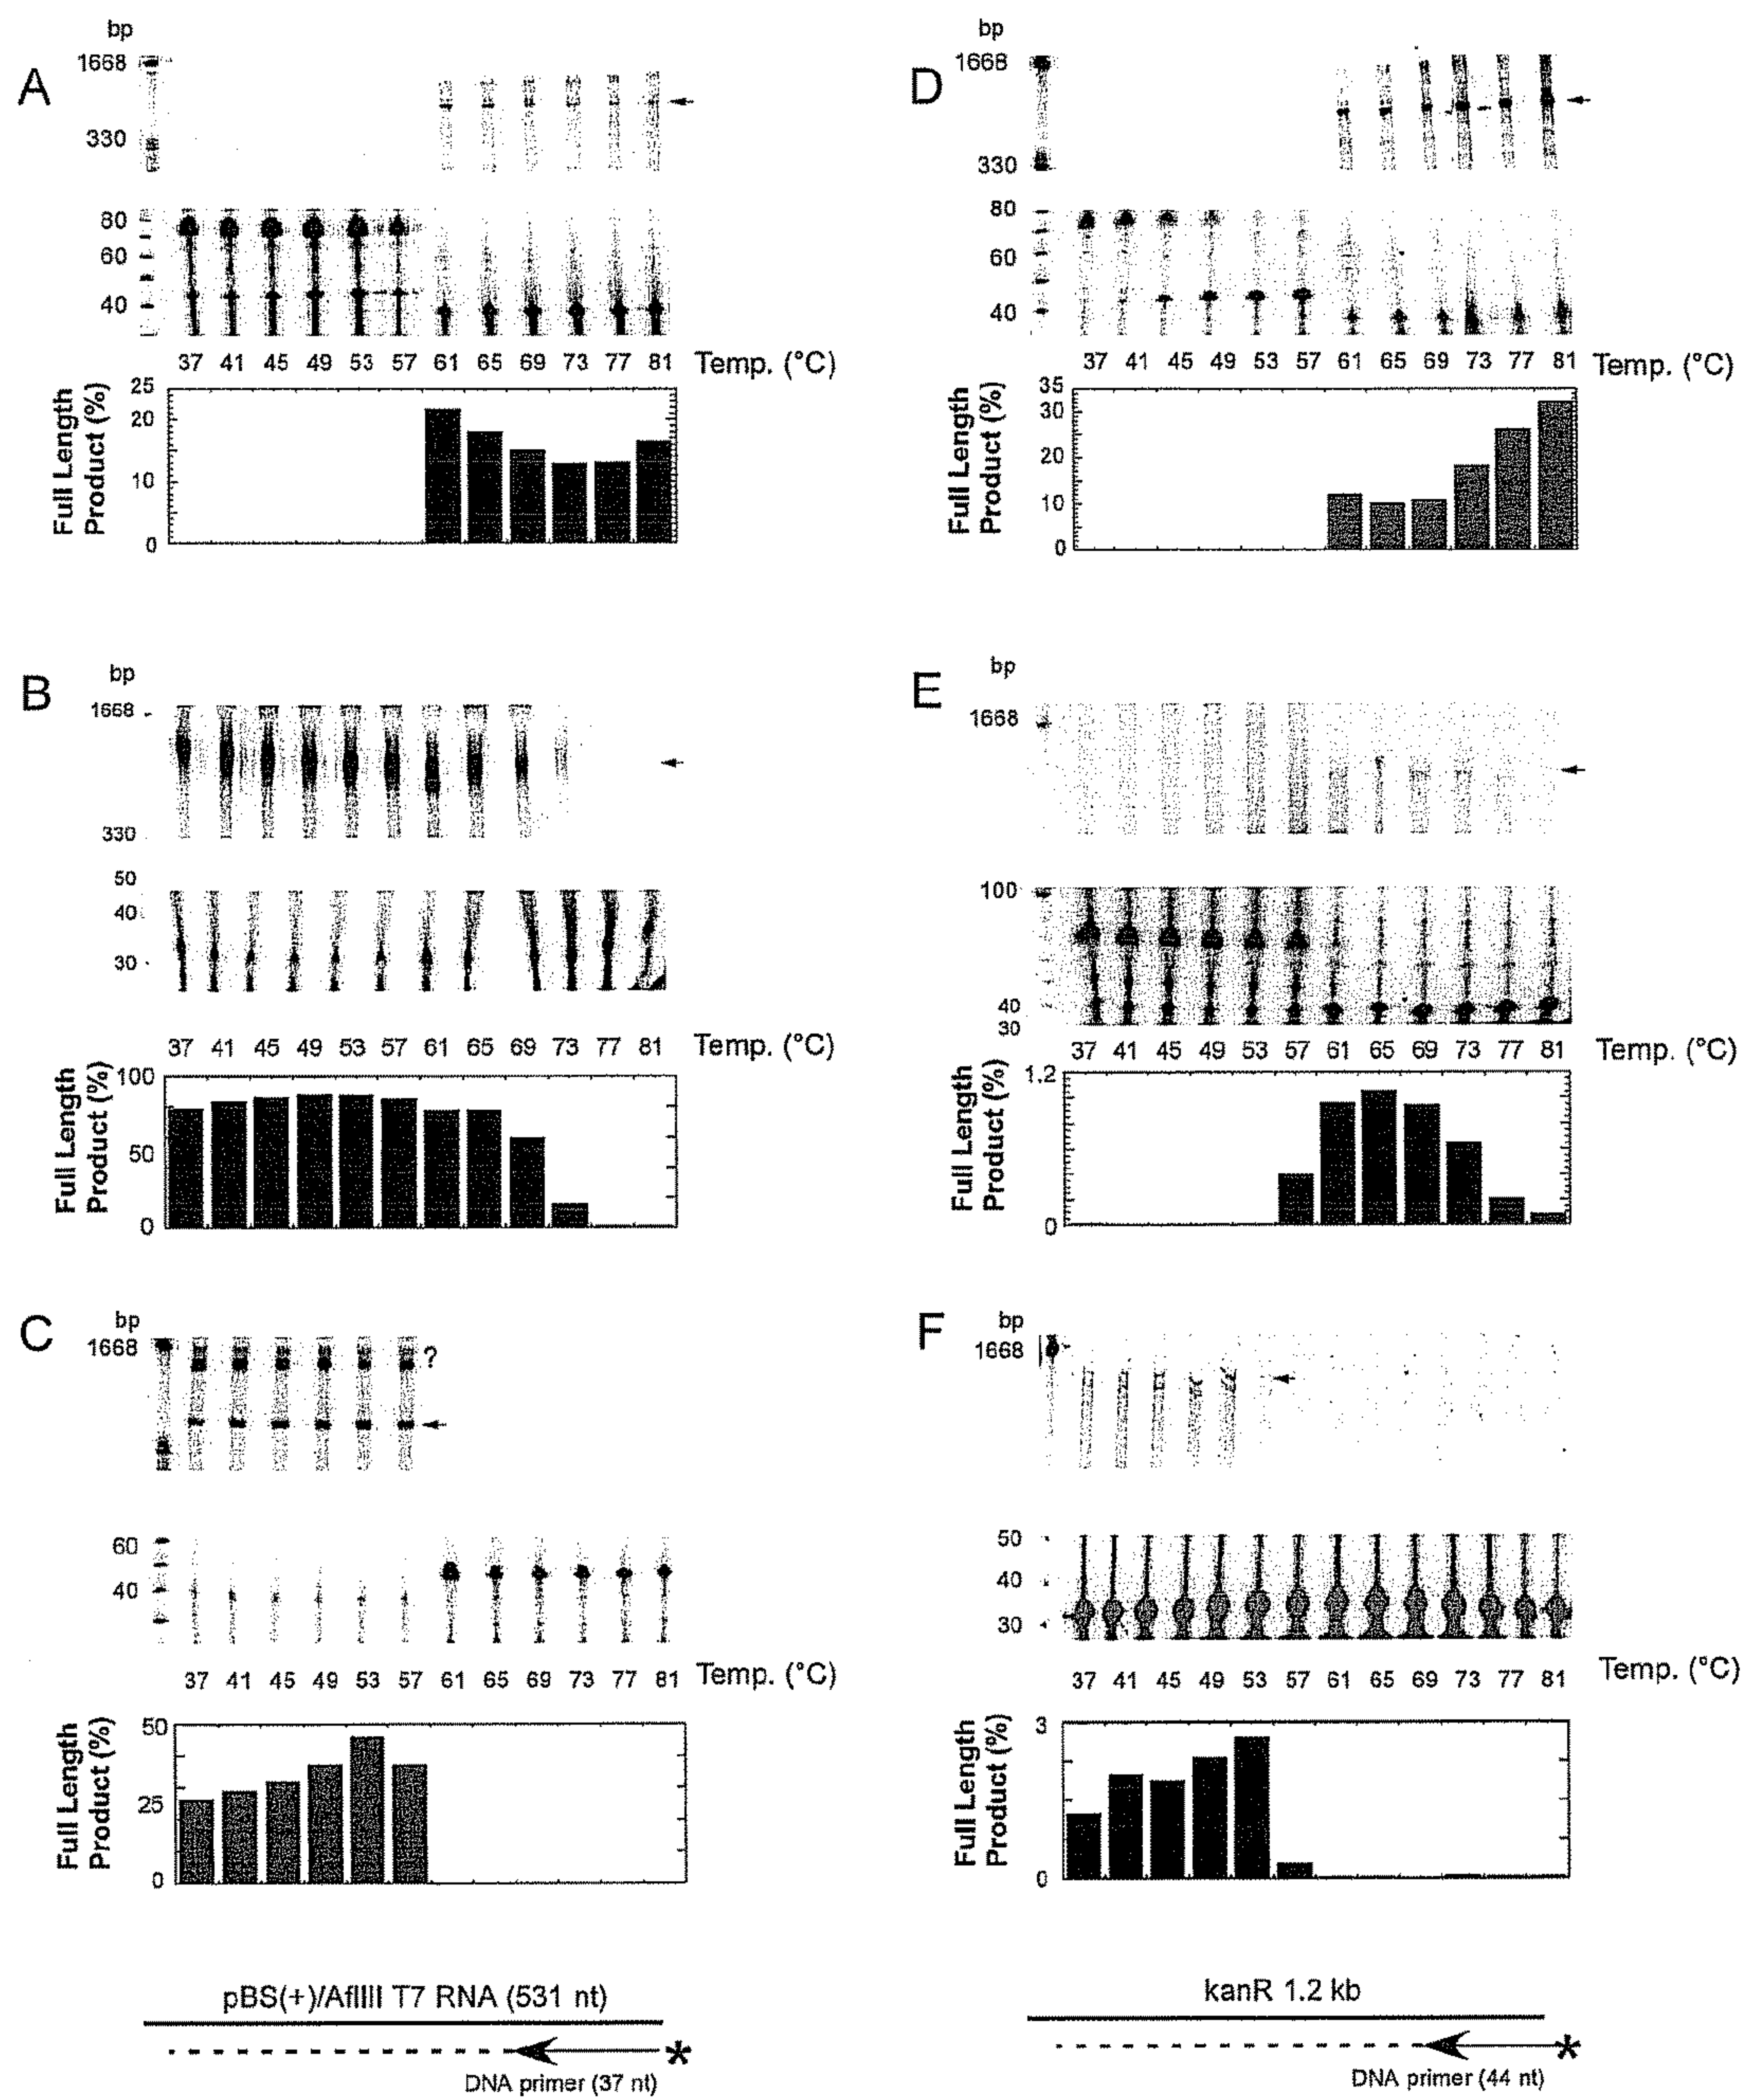 A
bp
1668
330
80
60
40
37 41 45 49 53 57 61 65 69 73 77 81 Temp. (°C)
Full Length Product (%)
25
20
10
0
D
bp
1668
330
80
60
40
37 41 45 49 53 57 61 65 69 73 77 81 Temp. (°C)
Full Length Product (%)
35
30
20
10
0
B
bp
1668
330
50
40
30
37 41 45 49 53 57 61 65 69 73 77 81 Temp. (°C)
Full Length Product (%)
100
50
0
E
bp
1668
100
40
30
37 41 45 49 53 57 61 65 69 73 77 81 Temp. (°C)
Full Length Product (%)
1.2
0
C
bp
1668
?
60
40
37 41 45 49 53 57 61 65 69 73 77 81 Temp. (°C)
Full Length Product (%)
50
25
0
F
bp
1668
50
40
30
37 41 45 49 53 57 61 65 69 73 77 81 Temp. (°C)
Full Length Product (%)
3
0
pBS(+)/AflIII T7 RNA (531 nt)
*
DNA primer (37 nt)
kanR 1.2 kb
*
DNA primer (44 nt)